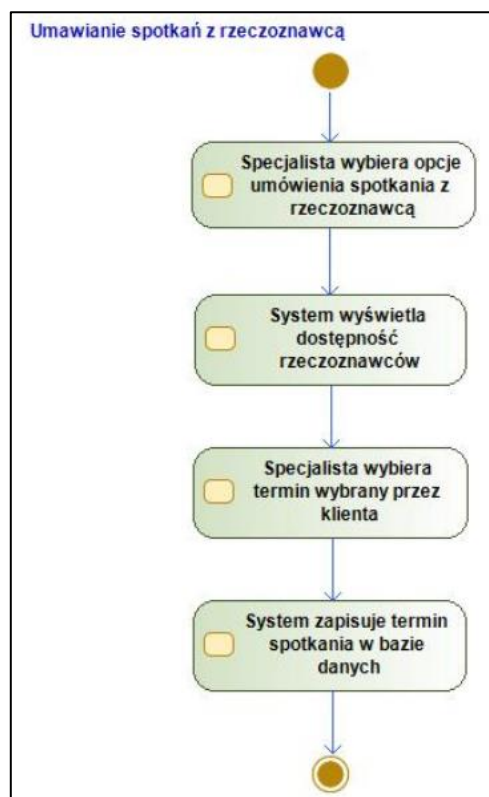 Umawianie spotkań z rzeczoznawcą
Specjalista wybiera opcje
umówienia spotkania z
rzeczoznawcą
System wyświetla
dostępność
rzeczoznawców
Specjalista wybiera
termin wybrany przez
klienta
System zapisuje termin
spotkania w bazie
danych